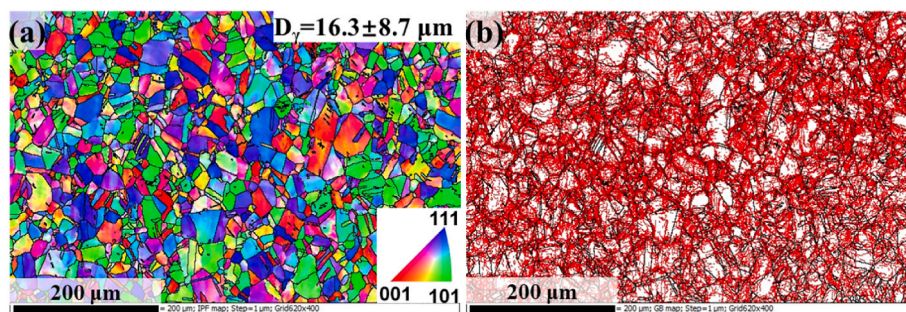 (a)
Dγ=16.3±8.7 μm
111
001
101
200 μm
= 200 μm; IPF map; Step=1 μm; Grid620x400
(b)
200 μm
= 200 μm; GB map; Step=1 μm; Grid620x400